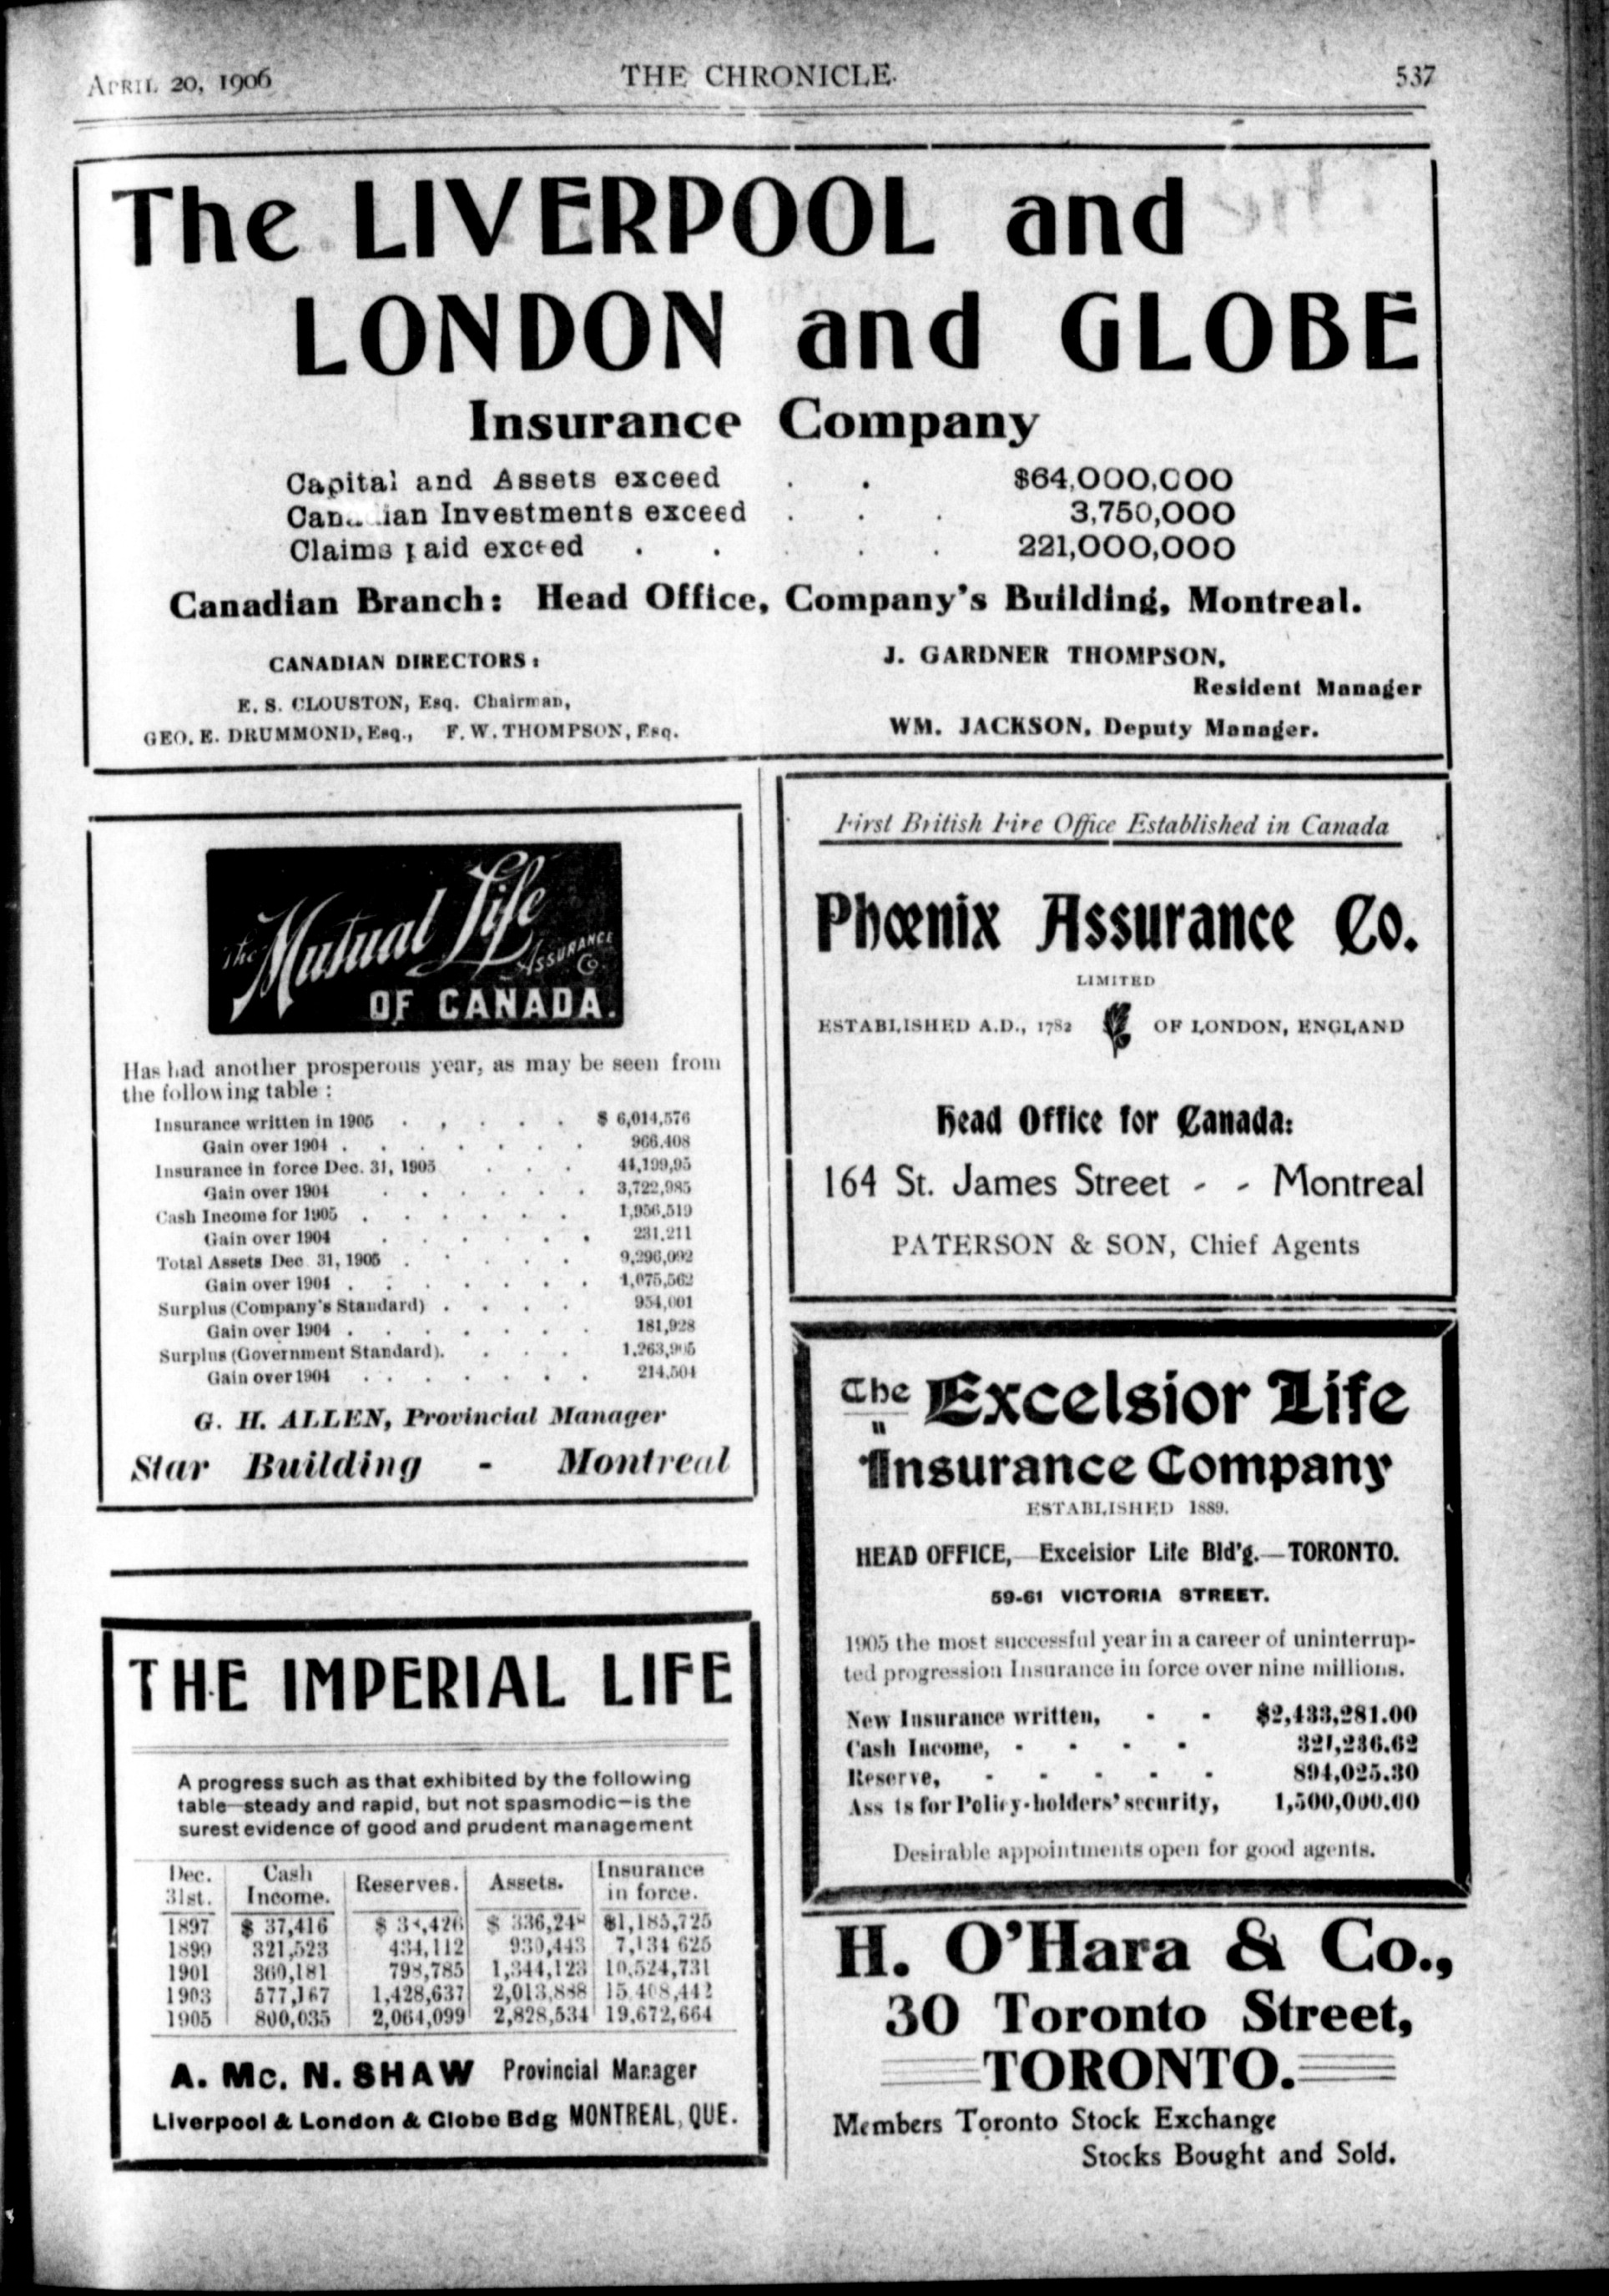 APRIL 20, 1906 THE CHRONICLE. 537
The LIVERPOOL and
LONDON and GLOBE
Insurance Company
Capital and Assets exceed . . $64,000,000
Canadian Investments exceed . . . 3,750,000
Claims paid exceed . . . . . 221,000,000
Canadian Branch: Head Office, Company's Building, Montreal.
CANADIAN DIRECTORS:
E. S. CLOUSTON, Esq. Chairman,
GEO. E. DRUMMOND, Esq., F. W. THOMPSON, Esq.
J. GARDNER THOMPSON,
Resident Manager
WM. JACKSON, Deputy Manager.
The Mutual Life
ASSURANCE Co.
OF CANADA.
Has had another prosperous year, as may be seen from
the following table :
Insurance written in 1905 . , . . . $ 6,014,576
Gain over 1904 . . . . . . . 966,408
Insurance in force Dec. 31, 1905 . . . 44,199,95
Gain over 1904 . . . . . . 3,722,985
Cash Income for 1905 . . . . . . 1,956,519
Gain over 1904 . . . . . . 231,211
Total Assets Dec. 31, 1905 . . . . . 9,296,092
Gain over 1904 . . . . . . . 1,075,562
Surplus (Company's Standard) . . . . 954,001
Gain over 1904 . . . . . . . 181,928
Surplus (Government Standard). . . . 1,263,905
Gain over 1904 . . . . . . . 214,504
G. H. ALLEN, Provincial Manager
Star Building - Montreal
First British Fire Office Established in Canada
Phœnix Assurance Co.
LIMITED
ESTABLISHED A.D., 1782 OF LONDON, ENGLAND
Head Office for Canada:
164 St. James Street - - Montreal
PATERSON & SON, Chief Agents
THE IMPERIAL LIFE
A progress such as that exhibited by the following
table—steady and rapid, but not spasmodic—is the
surest evidence of good and prudent management
Dec. 31st. Cash Income. Reserves. Assets. Insurance in force.
1897 $ 37,416 $ $ $1,185,725
1899 321,523 434,112 930,443 7,134 625
1901 360,181 798,785 1,344,123 10,524,731
1903 577,167 1,428,637 2,013,888 15,408,442
1905 800,035 2,064,099 2,828,534 19,672,664
A. Mc. N. SHAW Provincial Manager
Liverpool & London & Globe Bdg MONTREAL, QUE.
The Excelsior Life
Insurance Company
ESTABLISHED 1889.
HEAD OFFICE,—Excelsior Life Bld'g.—TORONTO.
59-61 VICTORIA STREET.
1905 the most successful year in a career of uninterrup-
ted progression Insurance in force over nine millions.
New Insurance written, - - $2,433,281.00
Cash Income, - - - - 321,236.62
Reserve, - - - - - 894,025.30
Assets for Policy-holders' security, 1,500,000.00
Desirable appointments open for good agents.
H. O'Hara & Co.,
30 Toronto Street,
TORONTO.
Members Toronto Stock Exchange
Stocks Bought and Sold.